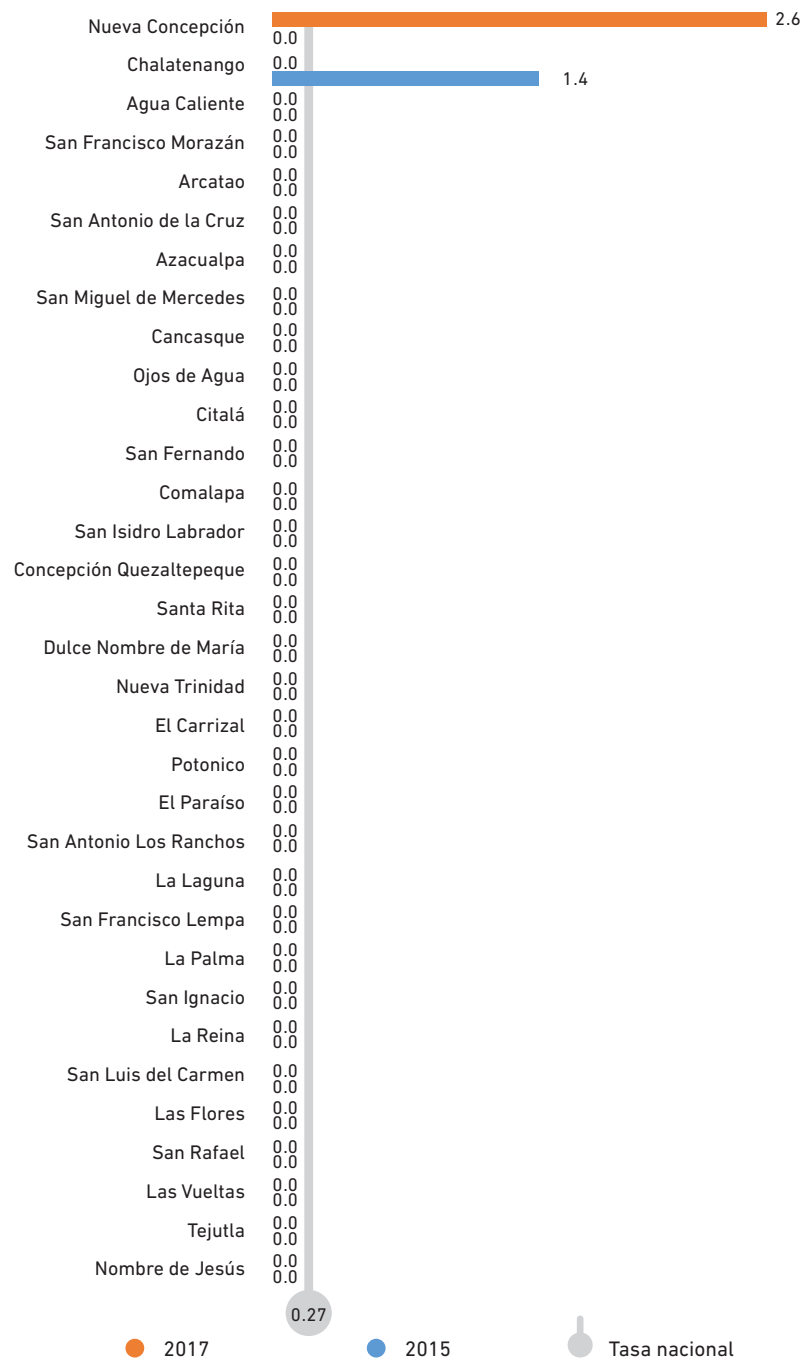 Nueva Concepción 2.6
0.0
Chalatenango 0.0
1.4
Agua Caliente 0.0
0.0
San Francisco Morazán 0.0
0.0
Arcatao 0.0
0.0
San Antonio de la Cruz 0.0
0.0
Azacualpa 0.0
0.0
San Miguel de Mercedes 0.0
0.0
Cancasque 0.0
0.0
Ojos de Agua 0.0
0.0
Citalá 0.0
0.0
San Fernando 0.0
0.0
Comalapa 0.0
0.0
San Isidro Labrador 0.0
0.0
Concepción Quezaltepeque 0.0
0.0
Santa Rita 0.0
0.0
Dulce Nombre de María 0.0
0.0
Nueva Trinidad 0.0
0.0
El Carrizal 0.0
0.0
Potonico 0.0
0.0
El Paraíso 0.0
0.0
San Antonio Los Ranchos 0.0
0.0
La Laguna 0.0
0.0
San Francisco Lempa 0.0
0.0
La Palma 0.0
0.0
San Ignacio 0.0
0.0
La Reina 0.0
0.0
San Luis del Carmen 0.0
0.0
Las Flores 0.0
0.0
San Rafael 0.0
0.0
Las Vueltas 0.0
0.0
Tejutla 0.0
0.0
Nombre de Jesús 0.0
0.0
0.27
2017 2015 Tasa nacional